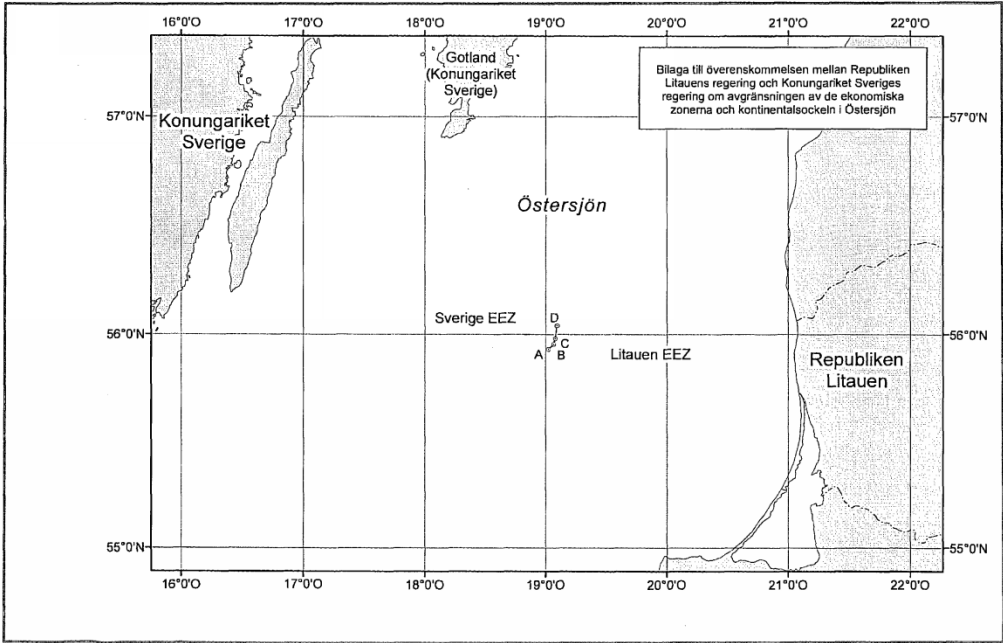 16°0'O 17°0'O 18°0'O 19°0'O 20°0'O 21°0'O 22°0'O
Gotland
(Konungariket
Sverige)
Bilaga till överenskommelsen mellan Republiken
Litauens regering och Konungariket Sveriges
regering om avgränsningen av de ekonomiska
zonerna och kontinentalsockeln i Östersjön
57°0'N 57°0'N
Konungariket
Sverige
Östersjön
Sverige EEZ D
56°0'N 56°0'N
C
A B Litauen EEZ
Republiken
Litauen
55°0'N 55°0'N
16°0'O 17°0'O 18°0'O 19°0'O 20°0'O 21°0'O 22°0'O